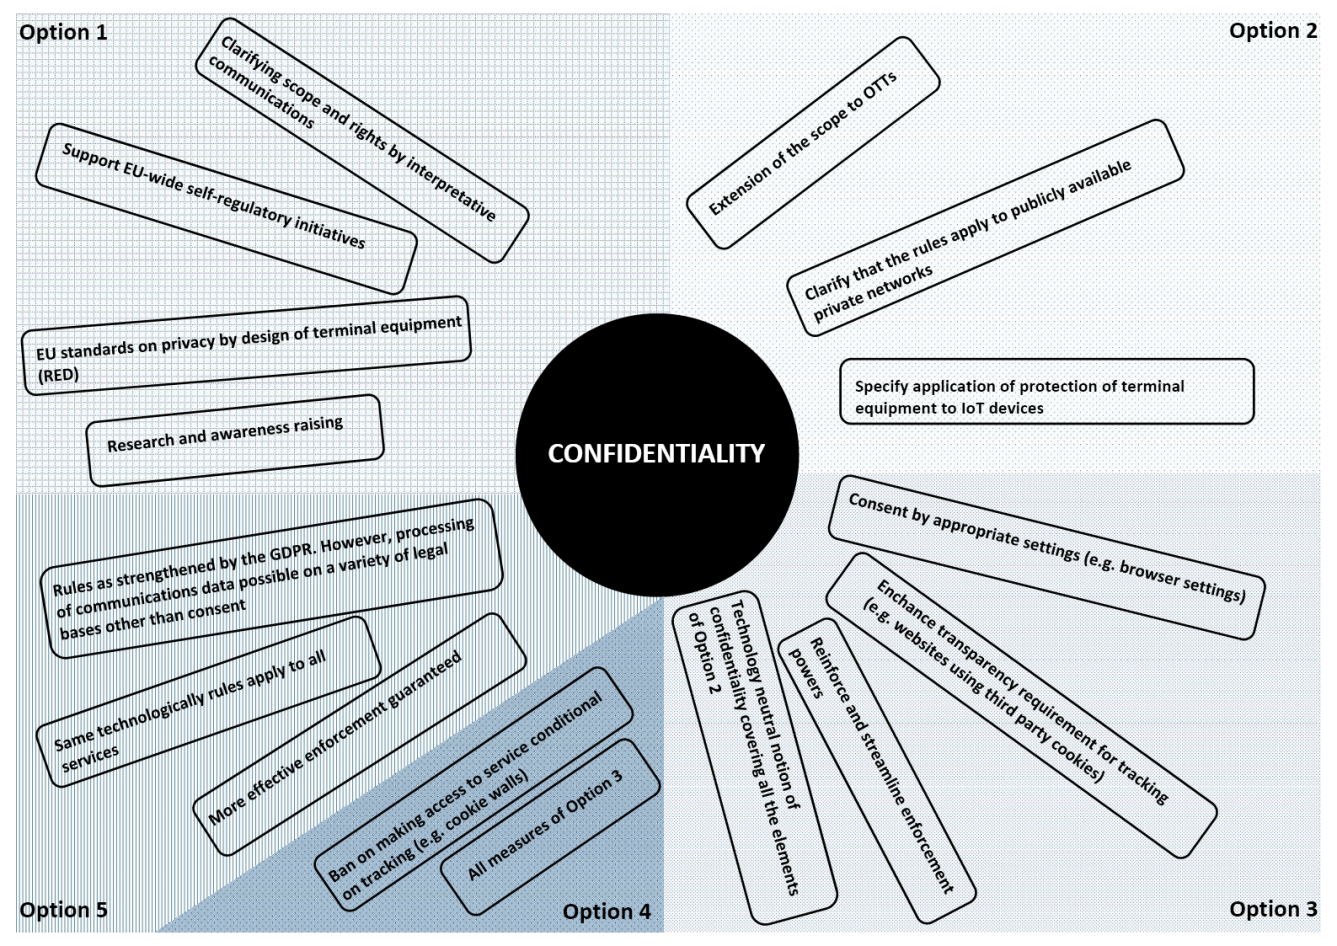 Option 1
Clarifying scope and rights by interpretative
communications
Support EU-wide self-regulatory initiatives
EU standards on privacy by design of terminal equipment
(RED)
Research and awareness raising
Option 2
Extension of the scope to OTTs
Clarify that the rules apply to publicly available
private networks
Specify application of protection of terminal
equipment to IoT devices
CONFIDENTIALITY
Consent by appropriate settings (e.g. browser settings)
Enchance transparency requirement for tracking
(e.g. websites using third party cookies)
Reinforce and streamline enforcement
powers
Technology neutral notion of
confidentiality covering all the elements
of Option 2
Option 3
Rules as strengthened by the GDPR. However, processing
of communications data possible on a variety of legal
bases other than consent
Same technologically rules apply to all
services
More effective enforcement guaranteed
Option 5
Ban on making access to service conditional
on tracking (e.g. cookie walls)
All measures of Option 3
Option 4